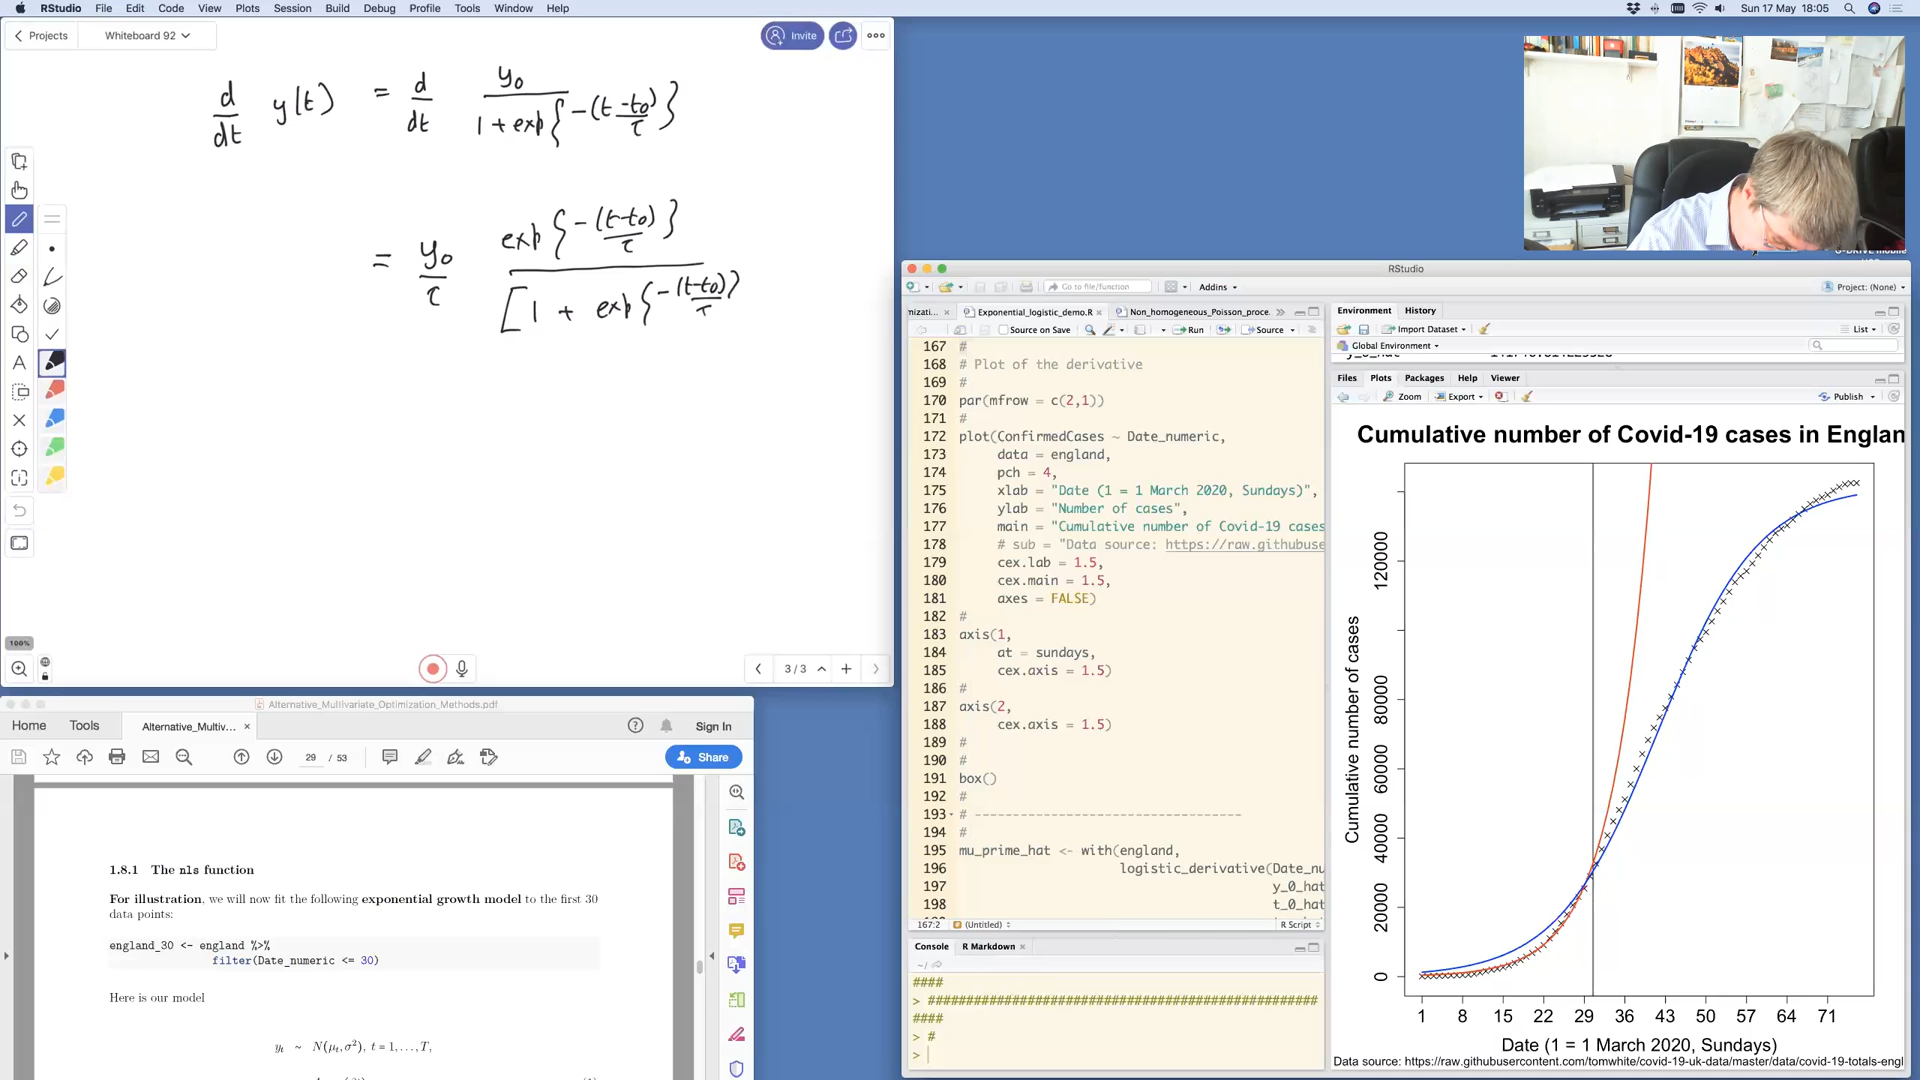 RStudio File Edit Code View Plots Session Build Debug Profile Tools Window Help
Sun 17 May 18:05
Projects Whiteboard 92 Invite
d/dt y(t) = d/dt y₀ / 1 + exp{-(t-t₀)/τ}
= y₀/τ exp{-(t-t₀)/τ} / [1 + exp{-(t-t₀)/τ}
100%
3/3
Alternative_Multivariate_Optimization_Methods.pdf
Home Tools Alternative_Multiv... × Sign In
29 / 53 Share
1.8.1 The nls function
For illustration, we will now fit the following exponential growth model to the first 30
data points:
england_30 <- england %>%
filter(Date_numeric <= 30)
Here is our model
yₜ ~ N(μₜ, σ²), t = 1, . . . , T,
RStudio
Go to file/function Addins Project: (None)
mizati... Exponential_logistic_demo.R × Non_homogeneous_Poisson_proce.
Source on Save Run Source
167 #
168 # Plot of the derivative
169 #
170 par(mfrow = c(2,1))
171 #
172 plot(ConfirmedCases ~ Date_numeric,
173 data = england,
174 pch = 4,
175 xlab = "Date (1 = 1 March 2020, Sundays)",
176 ylab = "Number of cases",
177 main = "Cumulative number of Covid-19 cases
178 # sub = "Data source: https://raw.githubuse
179 cex.lab = 1.5,
180 cex.main = 1.5,
181 axes = FALSE)
182 #
183 axis(1,
184 at = sundays,
185 cex.axis = 1.5)
186 #
187 axis(2,
188 cex.axis = 1.5)
189 #
190 #
191 box()
192 #
193 # -----------------------------------
194 #
195 mu_prime_hat <- with(england,
196 logistic_derivative(Date_nu
197 y_0_hat
198 t_0_hat
167:2 (Untitled) R Script
Console R Markdown ×
~/
####
> ###################################################
####
> #
>
Environment History
Import Dataset List
Global Environment
Files Plots Packages Help Viewer
Zoom Export Publish
Cumulative number of Covid-19 cases in Englan
Cumulative number of cases
120000
80000
60000
40000
20000
0
1 8 15 22 29 36 43 50 57 64 71
Date (1 = 1 March 2020, Sundays)
Data source: https://raw.githubusercontent.com/tomwhite/covid-19-uk-data/master/data/covid-19-totals-engl